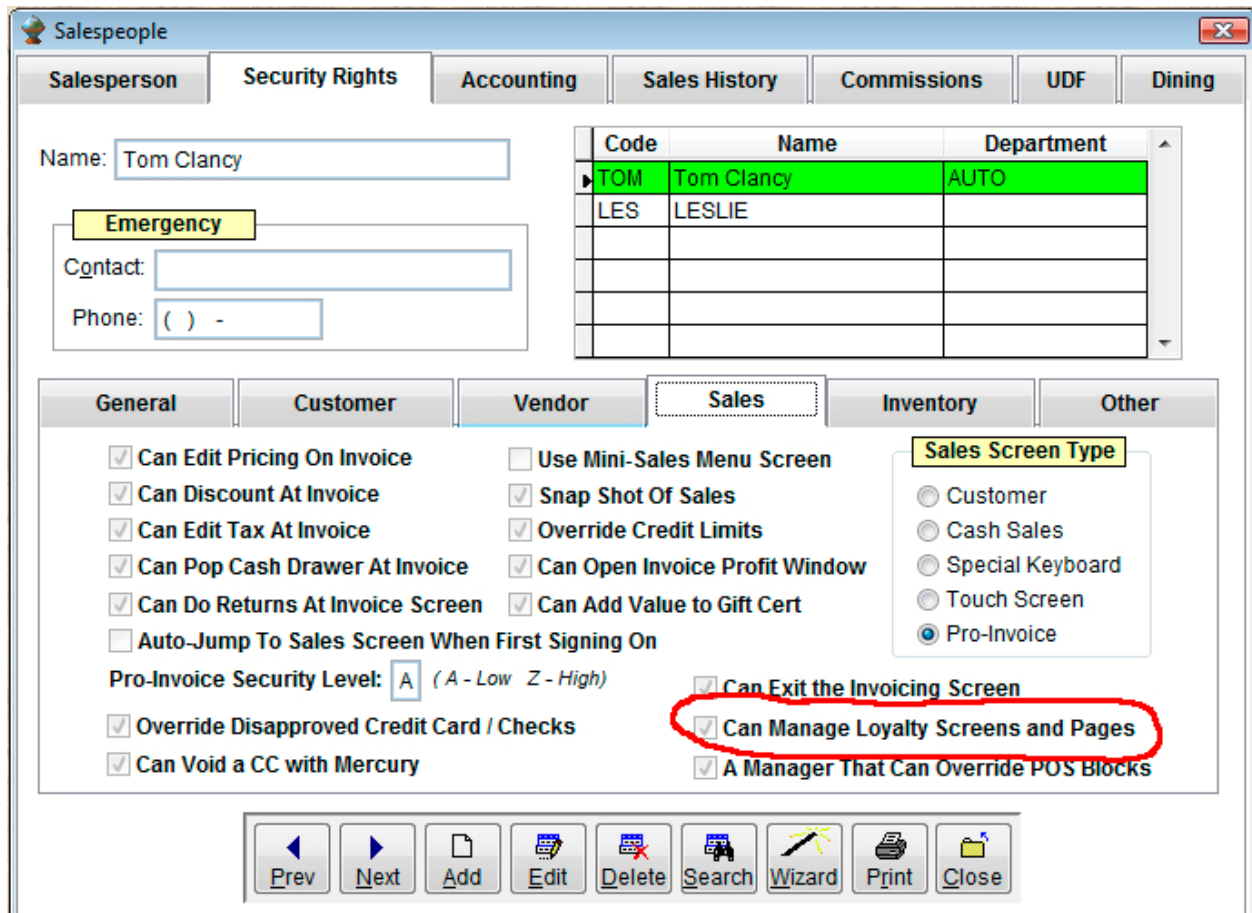 Salespeople
Salesperson Security Rights Accounting Sales History Commissions UDF Dining
Name: Tom Clancy
Emergency
Contact:
Phone: ( ) -
Code Name Department
TOM Tom Clancy AUTO
LES LESLIE
General Customer Vendor Sales Inventory Other
Can Edit Pricing On Invoice
Can Discount At Invoice
Can Edit Tax At Invoice
Can Pop Cash Drawer At Invoice
Can Do Returns At Invoice Screen
Auto-Jump To Sales Screen When First Signing On
Use Mini-Sales Menu Screen
Snap Shot Of Sales
Override Credit Limits
Can Open Invoice Profit Window
Can Add Value to Gift Cert
Sales Screen Type
Customer
Cash Sales
Special Keyboard
Touch Screen
Pro-Invoice
Pro-Invoice Security Level: A ( A - Low Z - High)
Override Disapproved Credit Card / Checks
Can Void a CC with Mercury
Can Exit the Invoicing Screen
Can Manage Loyalty Screens and Pages
A Manager That Can Override POS Blocks
Prev Next Add Edit Delete Search Wizard Print Close